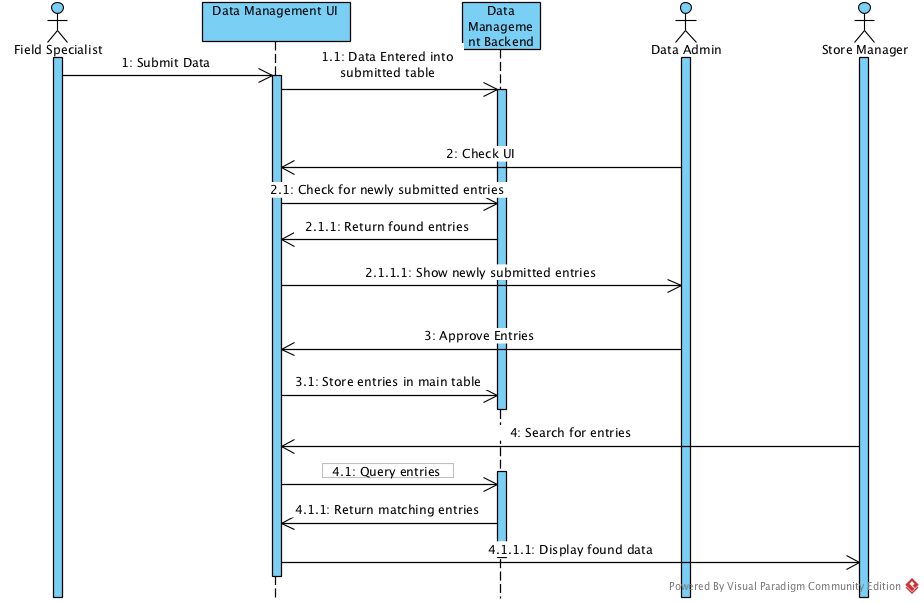 Data Management UI
Data
Manageme
nt Backend
Field Specialist
Data Admin
Store Manager
1: Submit Data
1.1: Data Entered into
submitted table
2: Check UI
2.1: Check for newly submitted entries
2.1.1: Return found entries
2.1.1.1: Show newly submitted entries
3: Approve Entries
3.1: Store entries in main table
4: Search for entries
4.1: Query entries
4.1.1: Return matching entries
4.1.1.1: Display found data
Powered By Visual Paradigm Community Edition